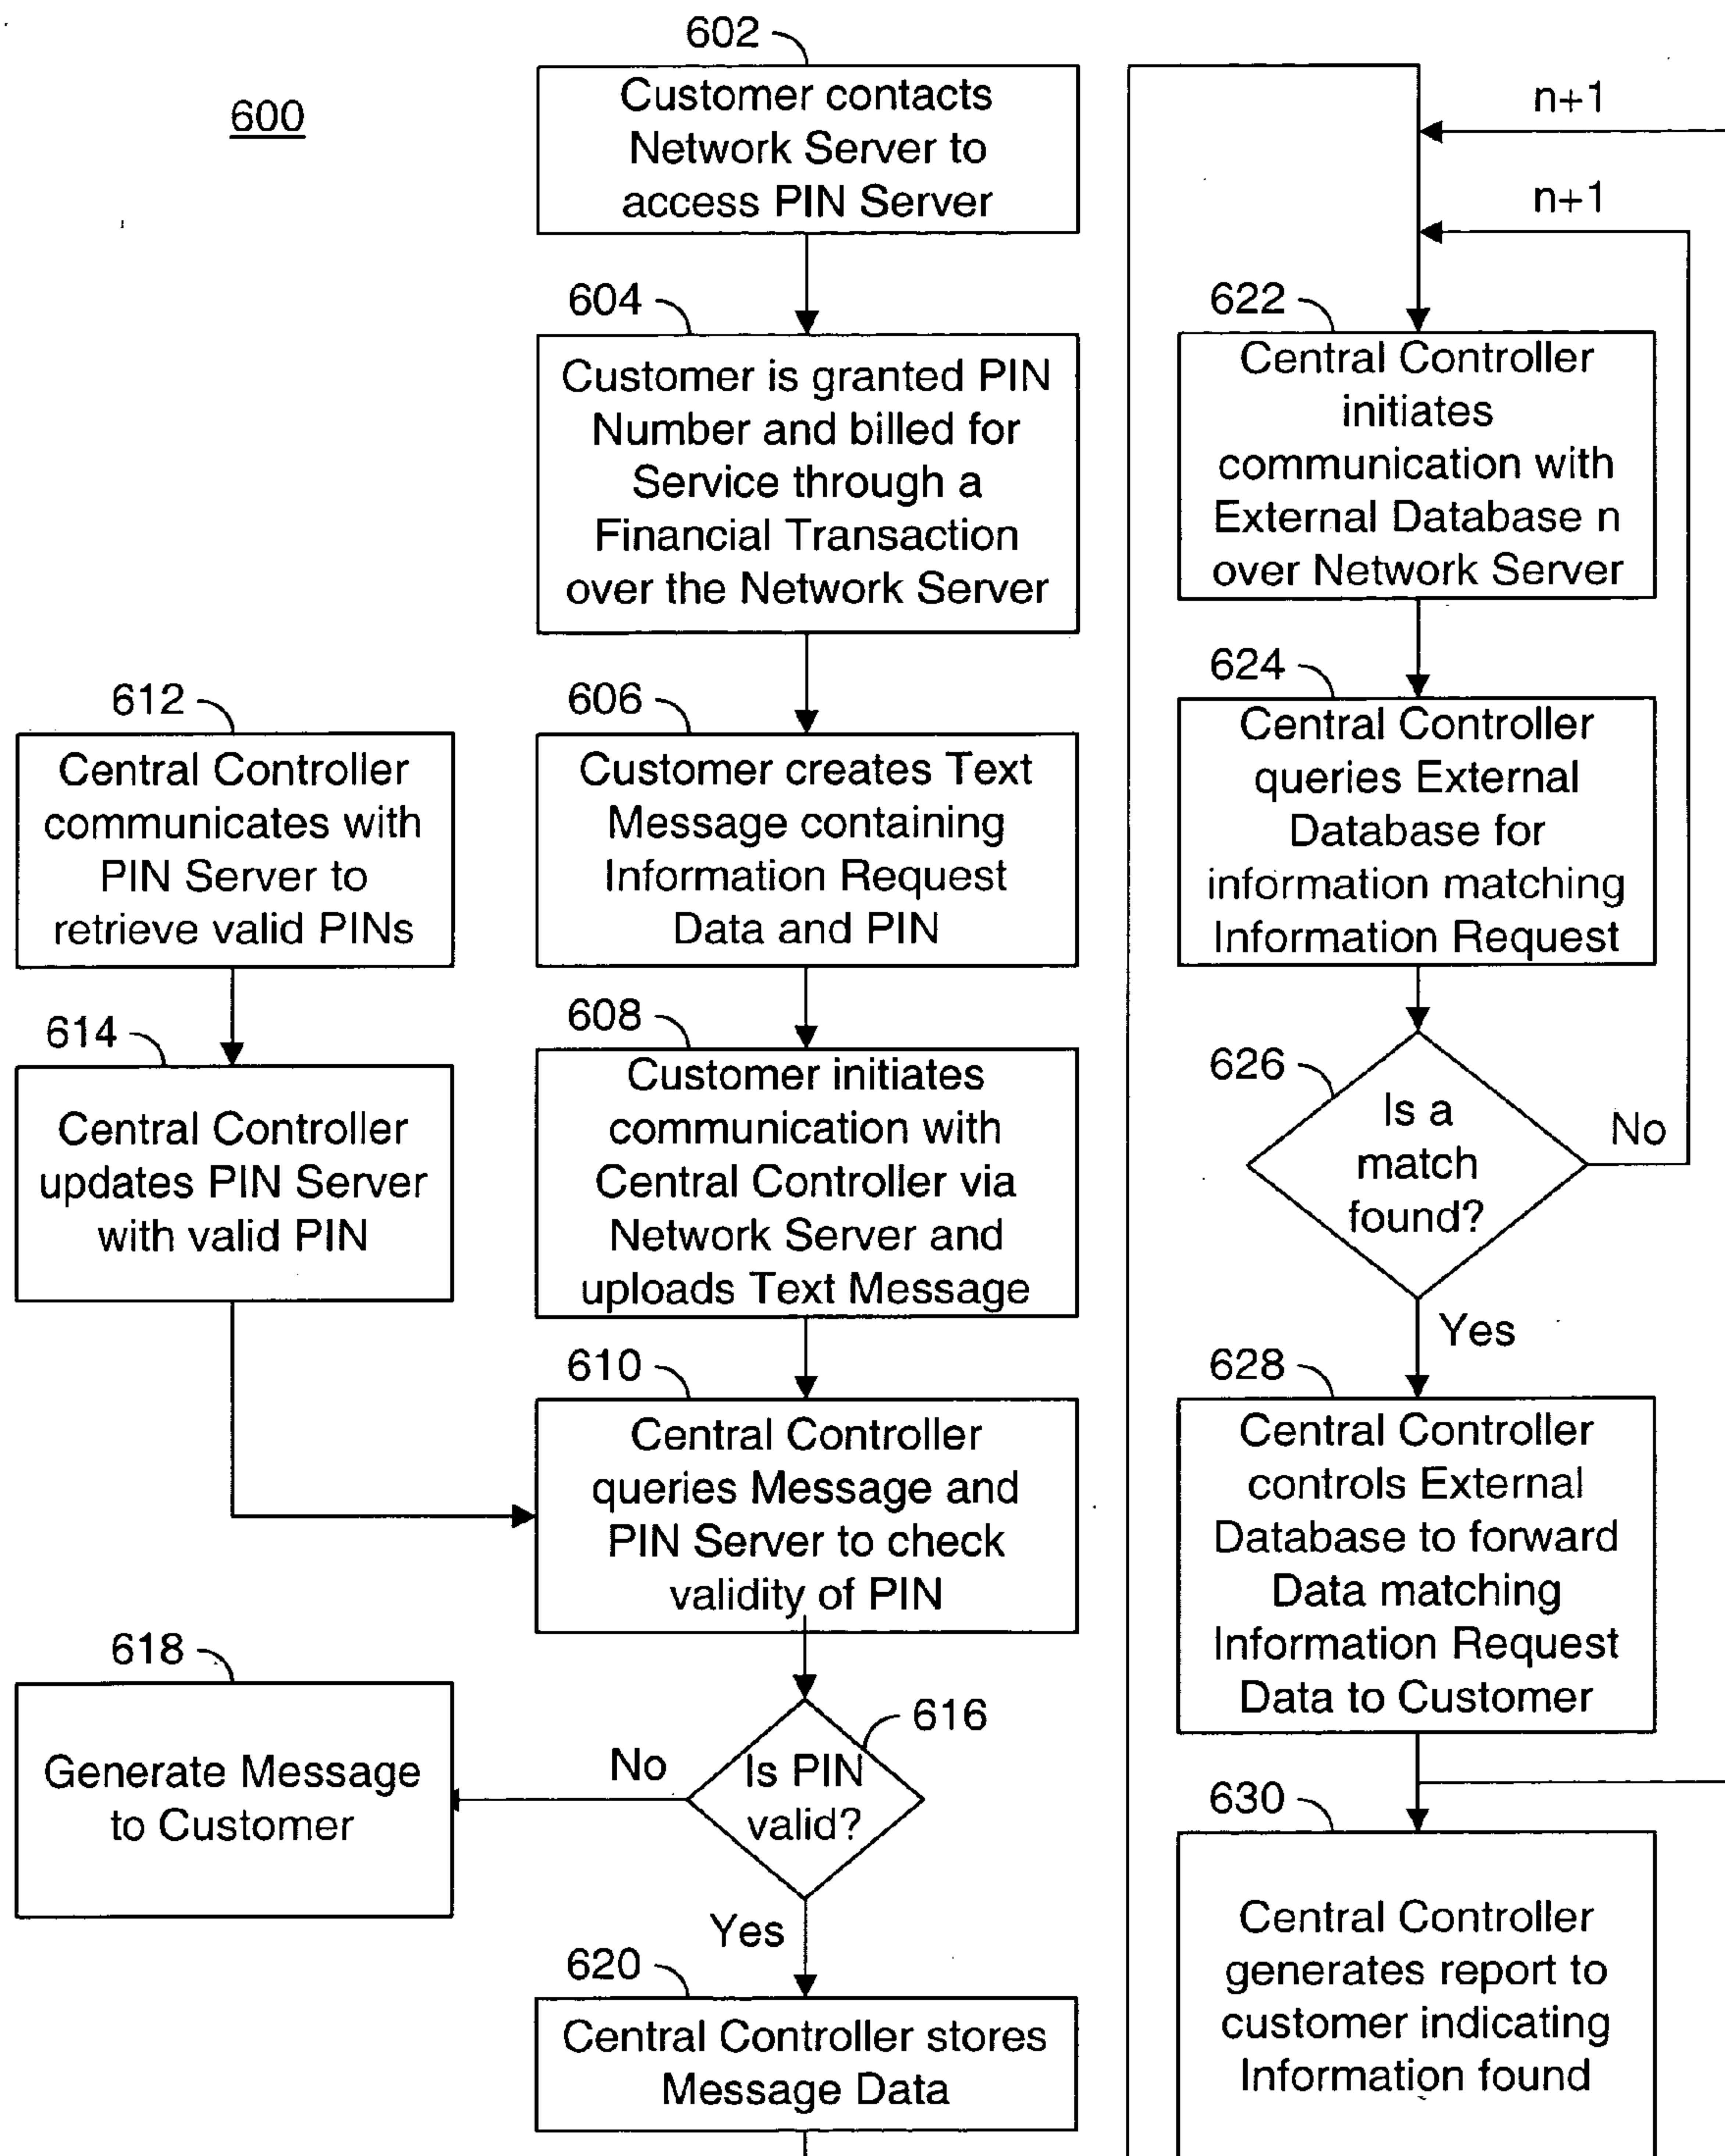 600
602
Customer contacts
Network Server to
access PIN Server
604
Customer is granted PIN
Number and billed for
Service through a
Financial Transaction
over the Network Server
606
Customer creates Text
Message containing
Information Request
Data and PIN
608
Customer initiates
communication with
Central Controller via
Network Server and
uploads Text Message
612
Central Controller
communicates with
PIN Server to
retrieve valid PINs
614
Central Controller
updates PIN Server
with valid PIN
610
Central Controller
queries Message and
PIN Server to check
validity of PIN
616
Is PIN
valid?
No
618
Generate Message
to Customer
Yes
620
Central Controller stores
Message Data
n+1
n+1
622
Central Controller
initiates
communication with
External Database n
over Network Server
624
Central Controller
queries External
Database for
information matching
Information Request
626
Is a
match
found?
No
Yes
628
Central Controller
controls External
Database to forward
Data matching
Information Request
Data to Customer
630
Central Controller
generates report to
customer indicating
Information found